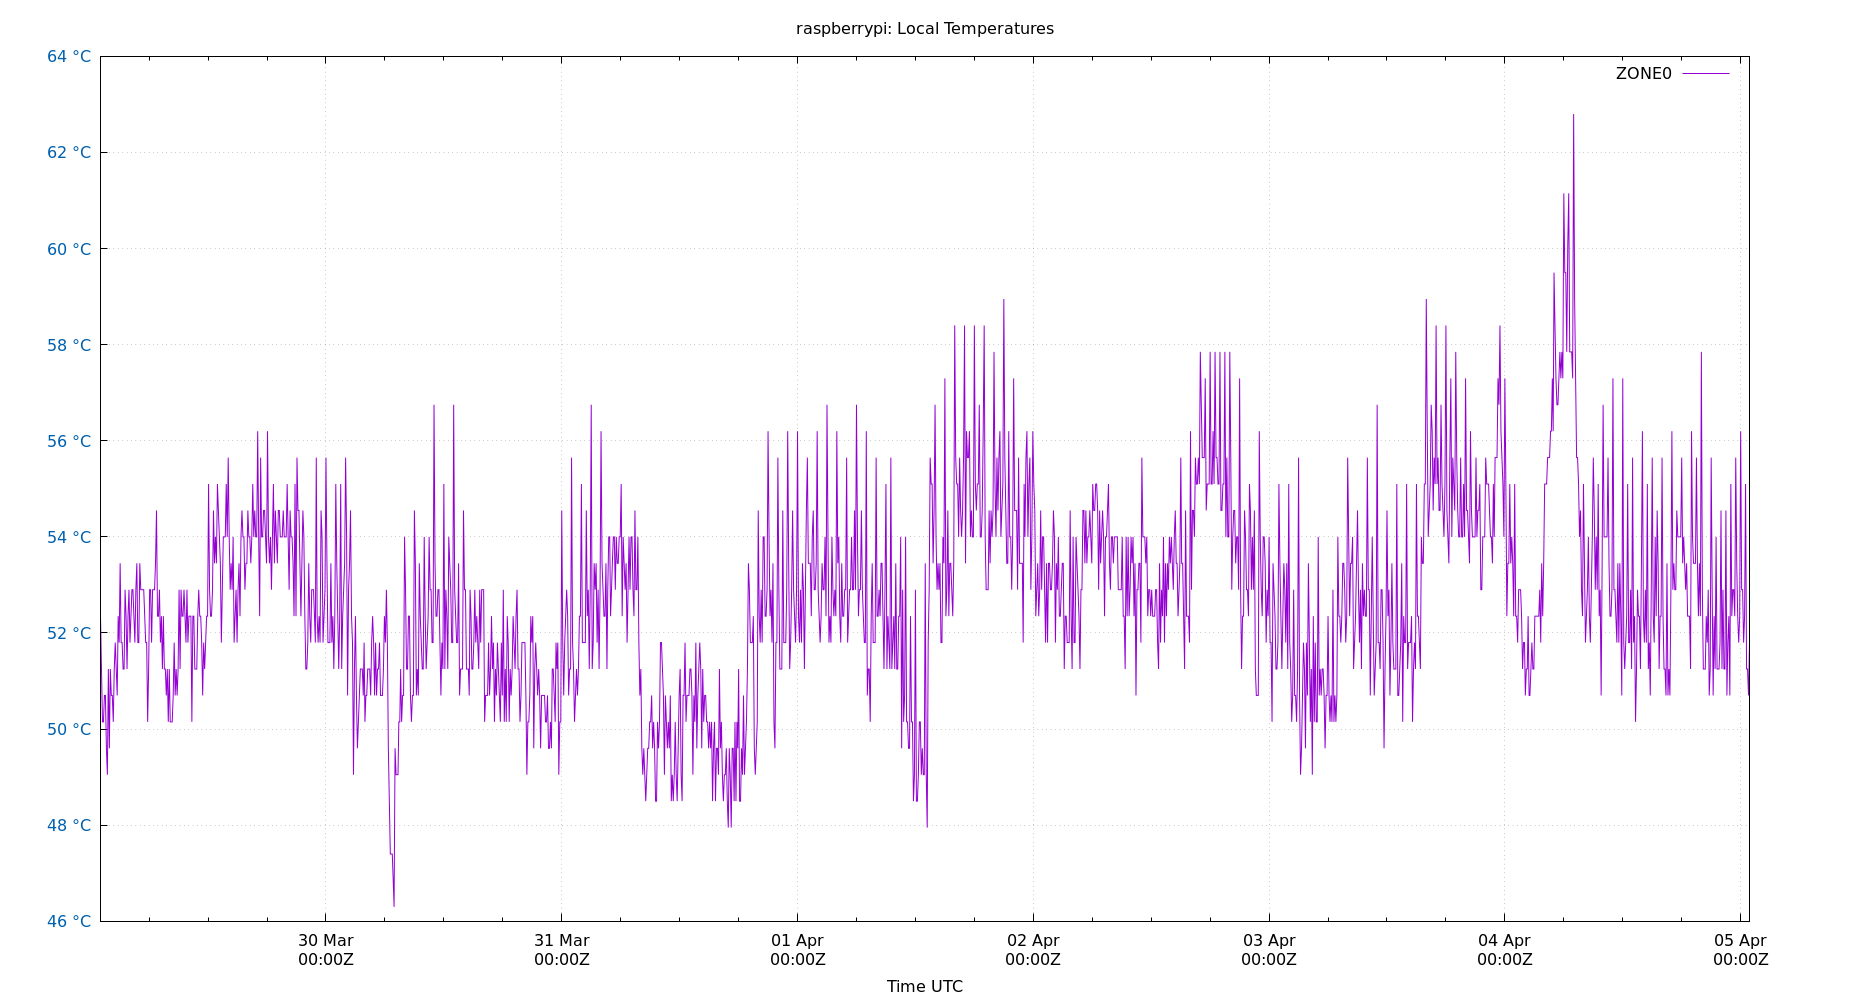 raspberrypi: Local Temperatures
64 °C
ZONE0
62 °C
60 °C
58 °C
56 °C
54 °C
52 °C
50 °C
48 °C
46 °C
30 Mar 31 Mar 01 Apr 02 Apr 03 Apr 04 Apr 05 Apr
00:00Z 00:00Z 00:00Z 00:00Z 00:00Z 00:00Z 00:00Z
Time UTC